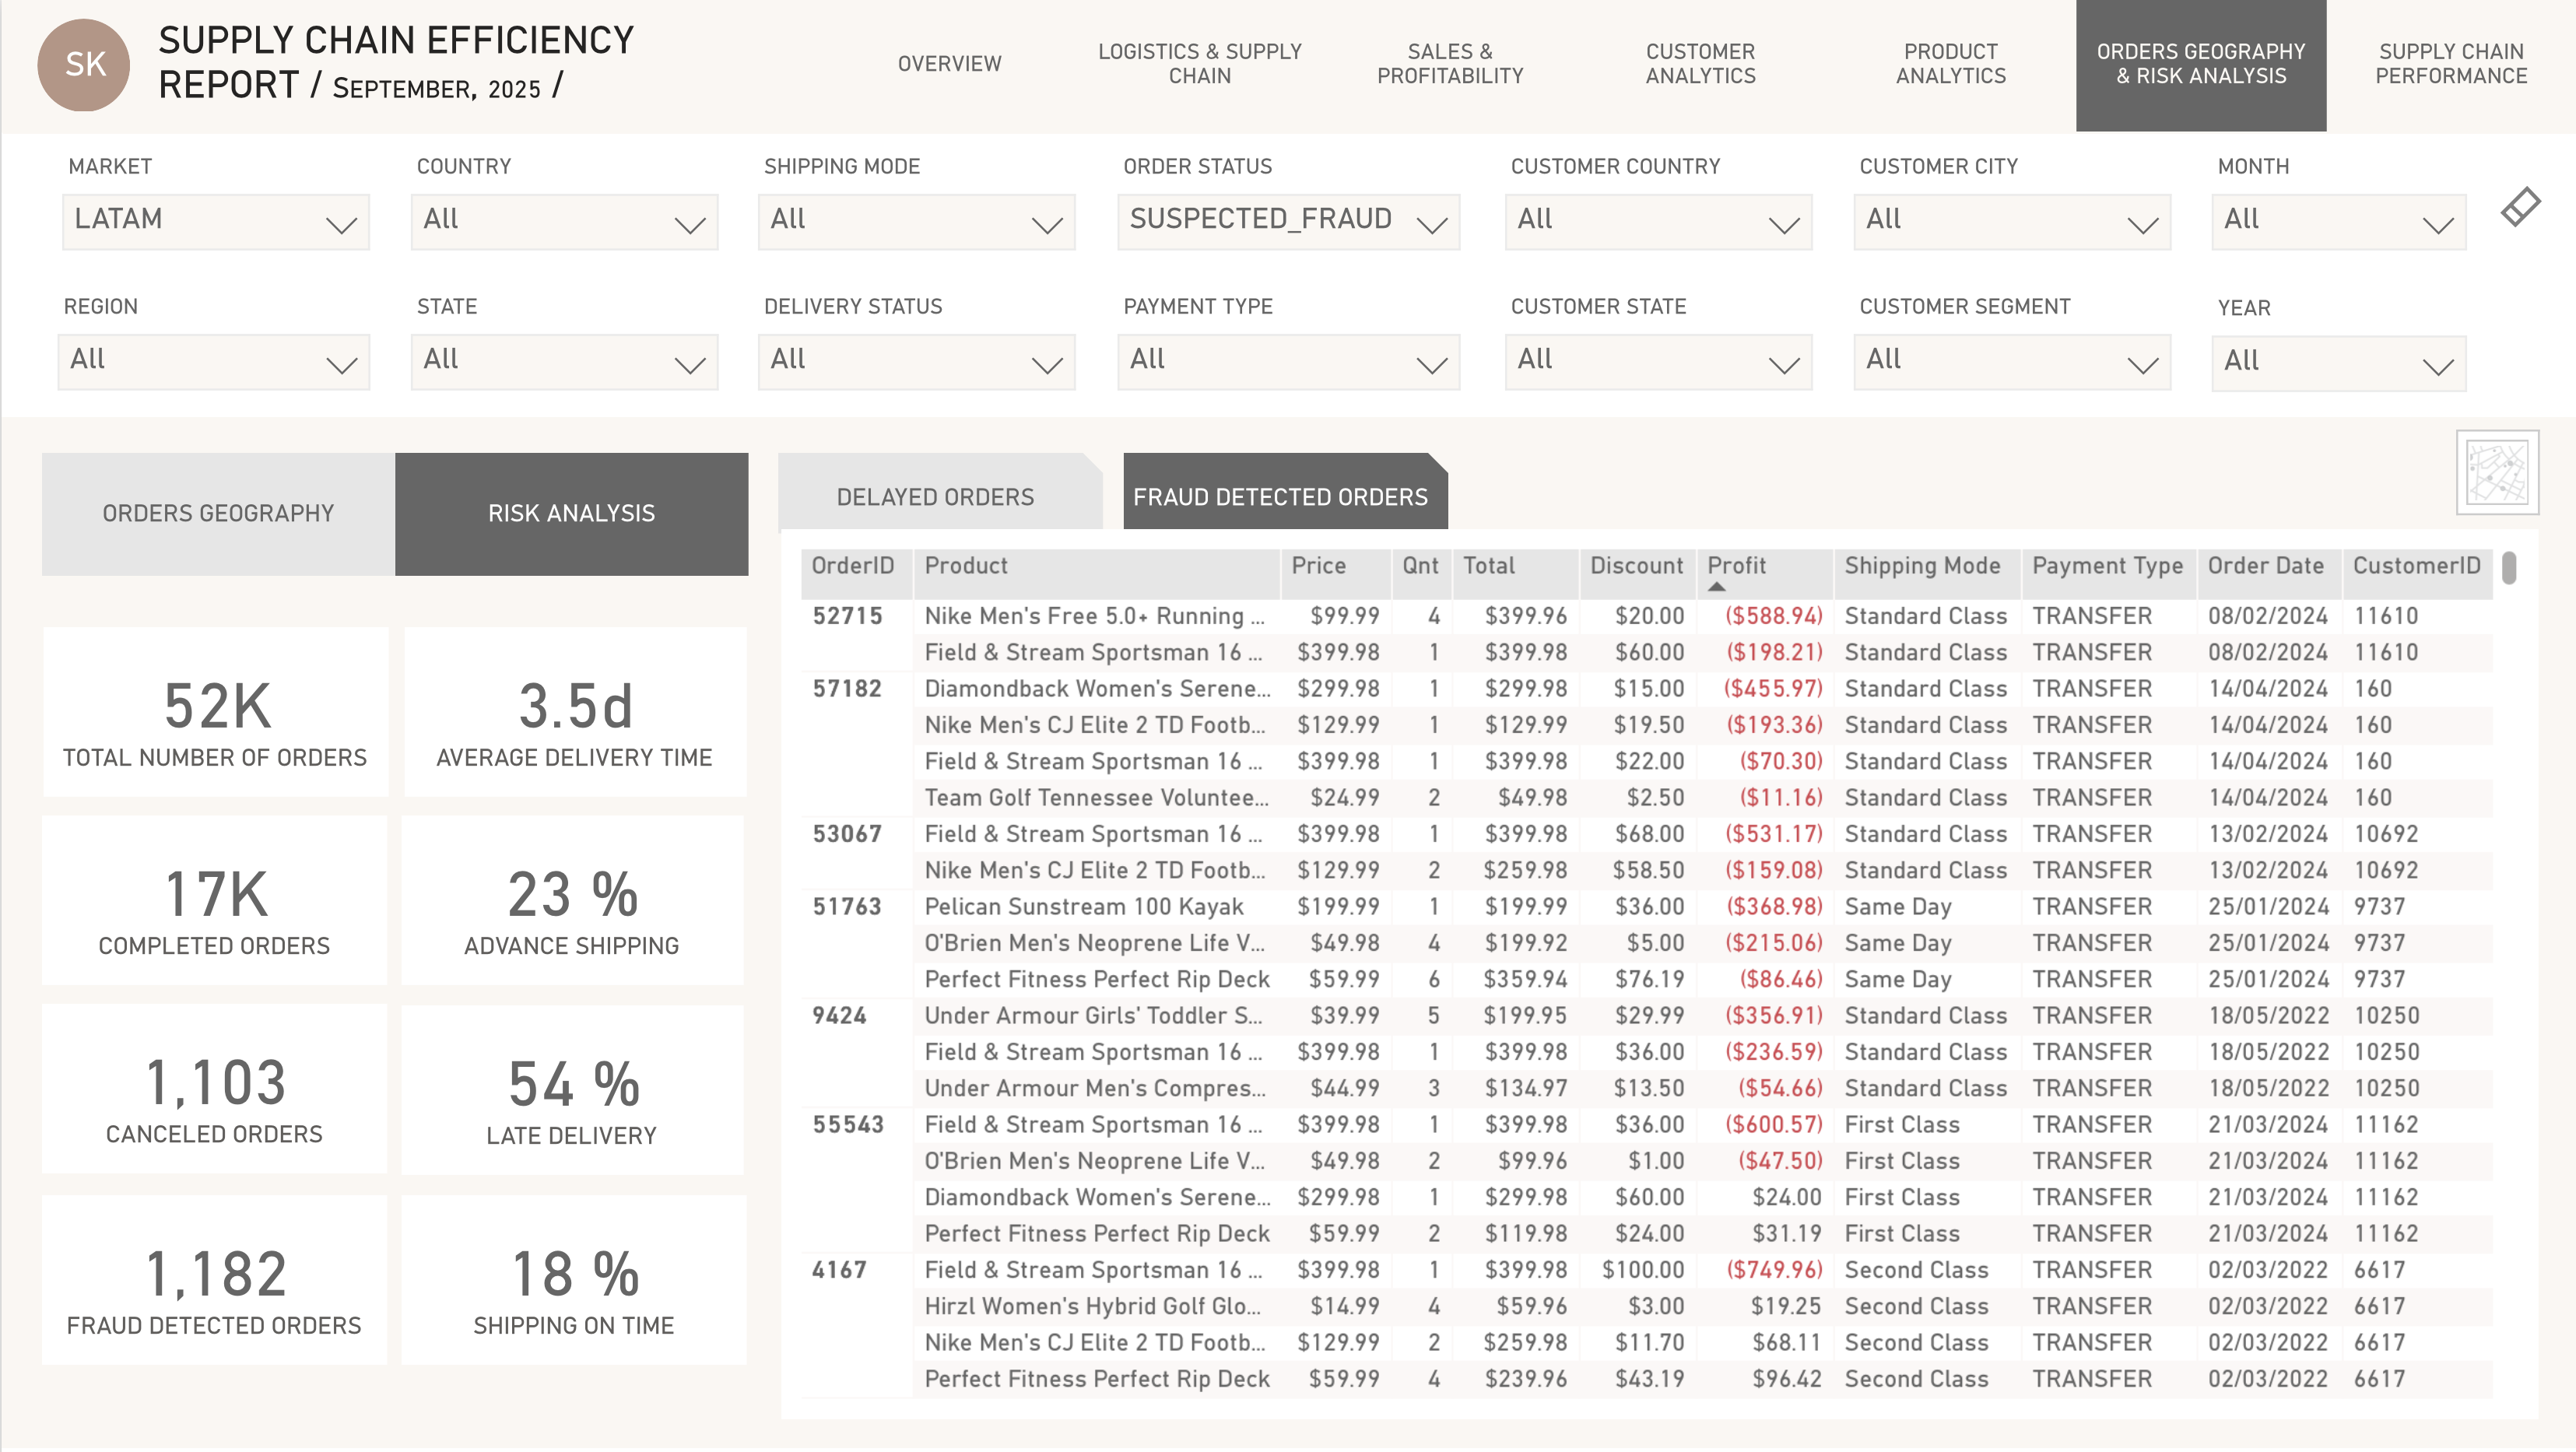 SK
SUPPLY CHAIN EFFICIENCY
REPORT / SEPTEMBER, 2025 /
OVERVIEW
LOGISTICS & SUPPLY
CHAIN
SALES &
PROFITABILITY
CUSTOMER
ANALYTICS
PRODUCT
ANALYTICS
ORDERS GEOGRAPHY
& RISK ANALYSIS
SUPPLY CHAIN
PERFORMANCE
MARKET COUNTRY SHIPPING MODE ORDER STATUS CUSTOMER COUNTRY CUSTOMER CITY MONTH
LATAM All All SUSPECTED_FRAUD All All All
REGION STATE DELIVERY STATUS PAYMENT TYPE CUSTOMER STATE CUSTOMER SEGMENT YEAR
All All All All All All All
ORDERS GEOGRAPHY RISK ANALYSIS
52K
TOTAL NUMBER OF ORDERS
3.5d
AVERAGE DELIVERY TIME
17K
COMPLETED ORDERS
23 %
ADVANCE SHIPPING
1,103
CANCELED ORDERS
54 %
LATE DELIVERY
1,182
FRAUD DETECTED ORDERS
18 %
SHIPPING ON TIME
DELAYED ORDERS FRAUD DETECTED ORDERS
OrderID Product Price Qnt Total Discount Profit Shipping Mode Payment Type Order Date CustomerID
52715 Nike Men's Free 5.0+ Running ... $99.99 4 $399.96 $20.00 ($588.94) Standard Class TRANSFER 08/02/2024 11610
Field & Stream Sportsman 16 ... $399.98 1 $399.98 $60.00 ($198.21) Standard Class TRANSFER 08/02/2024 11610
57182 Diamondback Women's Serene... $299.98 1 $299.98 $15.00 ($455.97) Standard Class TRANSFER 14/04/2024 160
Nike Men's CJ Elite 2 TD Footb... $129.99 1 $129.99 $19.50 ($193.36) Standard Class TRANSFER 14/04/2024 160
Field & Stream Sportsman 16 ... $399.98 1 $399.98 $22.00 ($70.30) Standard Class TRANSFER 14/04/2024 160
Team Golf Tennessee Voluntee... $24.99 2 $49.98 $2.50 ($11.16) Standard Class TRANSFER 14/04/2024 160
53067 Field & Stream Sportsman 16 ... $399.98 1 $399.98 $68.00 ($531.17) Standard Class TRANSFER 13/02/2024 10692
Nike Men's CJ Elite 2 TD Footb... $129.99 2 $259.98 $58.50 ($159.08) Standard Class TRANSFER 13/02/2024 10692
51763 Pelican Sunstream 100 Kayak $199.99 1 $199.99 $36.00 ($368.98) Same Day TRANSFER 25/01/2024 9737
O'Brien Men's Neoprene Life V... $49.98 4 $199.92 $5.00 ($215.06) Same Day TRANSFER 25/01/2024 9737
Perfect Fitness Perfect Rip Deck $59.99 6 $359.94 $76.19 ($86.46) Same Day TRANSFER 25/01/2024 9737
9424 Under Armour Girls' Toddler S... $39.99 5 $199.95 $29.99 ($356.91) Standard Class TRANSFER 18/05/2022 10250
Field & Stream Sportsman 16 ... $399.98 1 $399.98 $36.00 ($236.59) Standard Class TRANSFER 18/05/2022 10250
Under Armour Men's Compres... $44.99 3 $134.97 $13.50 ($54.66) Standard Class TRANSFER 18/05/2022 10250
55543 Field & Stream Sportsman 16 ... $399.98 1 $399.98 $36.00 ($600.57) First Class TRANSFER 21/03/2024 11162
O'Brien Men's Neoprene Life V... $49.98 2 $99.96 $1.00 ($47.50) First Class TRANSFER 21/03/2024 11162
Diamondback Women's Serene... $299.98 1 $299.98 $60.00 $24.00 First Class TRANSFER 21/03/2024 11162
Perfect Fitness Perfect Rip Deck $59.99 2 $119.98 $24.00 $31.19 First Class TRANSFER 21/03/2024 11162
4167 Field & Stream Sportsman 16 ... $399.98 1 $399.98 $100.00 ($749.96) Second Class TRANSFER 02/03/2022 6617
Hirzl Women's Hybrid Golf Glo... $14.99 4 $59.96 $3.00 $19.25 Second Class TRANSFER 02/03/2022 6617
Nike Men's CJ Elite 2 TD Footb... $129.99 2 $259.98 $11.70 $68.11 Second Class TRANSFER 02/03/2022 6617
Perfect Fitness Perfect Rip Deck $59.99 4 $239.96 $43.19 $96.42 Second Class TRANSFER 02/03/2022 6617